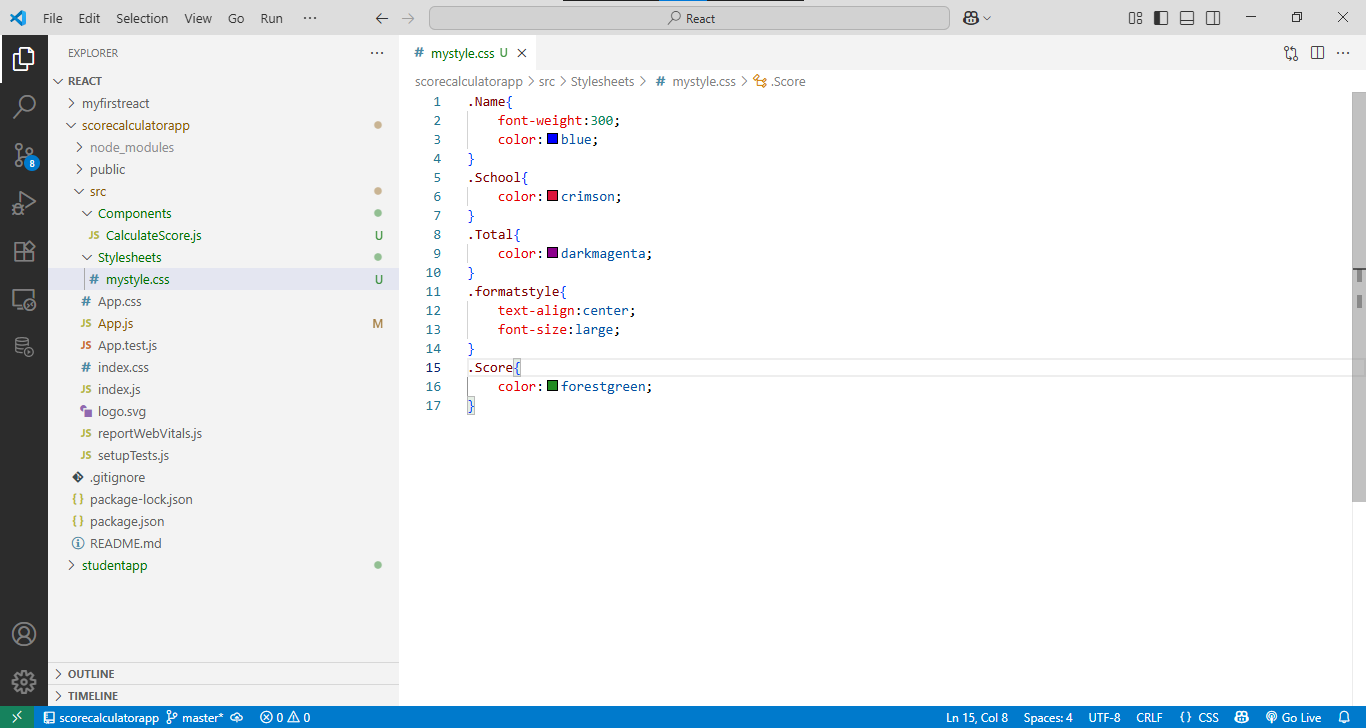 File Edit Selection View Go Run ··· React
EXPLORER ···
REACT
myfirstreact
scorecalculatorapp
node_modules
public
src
Components
JS CalculateScore.js U
Stylesheets
# mystyle.css U
# App.css
JS App.js M
JS App.test.js
# index.css
JS index.js
logo.svg
JS reportWebVitals.js
JS setupTests.js
.gitignore
{} package-lock.json
{} package.json
README.md
studentapp
OUTLINE
TIMELINE
8
# mystyle.css U
scorecalculatorapp > src > Stylesheets > # mystyle.css > .Score
1 .Name{
2 font-weight:300;
3 color:blue;
4 }
5 .School{
6 color:crimson;
7 }
8 .Total{
9 color:darkmagenta;
10 }
11 .formatstyle{
12 text-align:center;
13 font-size:large;
14 }
15 .Score{
16 color:forestgreen;
17 }
scorecalculatorapp master* 0 0 Ln 15, Col 8 Spaces: 4 UTF-8 CRLF {} CSS Go Live